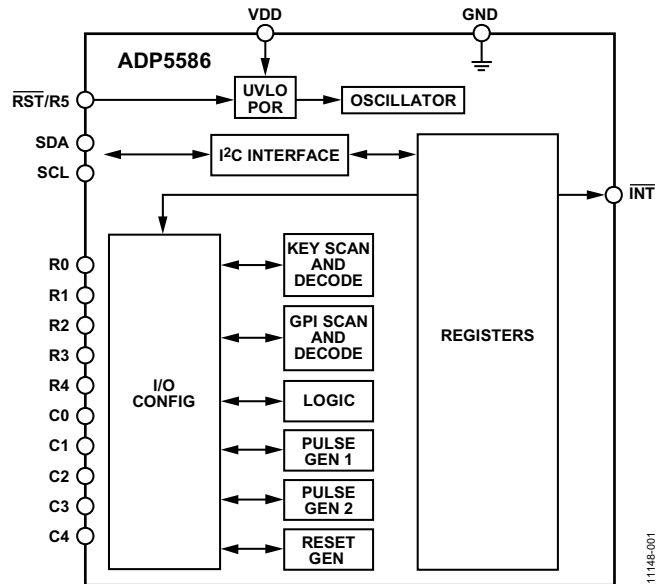 VDD
GND
ADP5586
RST/R5
UVLO
POR
OSCILLATOR
SDA
I²C INTERFACE
SCL
INT
R0
R1
R2
R3
R4
C0
C1
C2
C3
C4
I/O
CONFIG
KEY SCAN
AND
DECODE
GPI SCAN
AND
DECODE
LOGIC
PULSE
GEN 1
PULSE
GEN 2
RESET
GEN
REGISTERS
11148-001